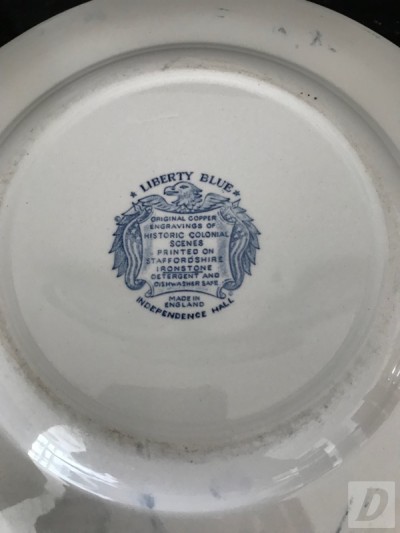 ★ LIBERTY BLUE ★
ORIGINAL COPPER
ENGRAVINGS OF
HISTORIC COLONIAL
SCENES
PRINTED ON
STAFFORDSHIRE
IRONSTONE
DETERGENT AND
DISHWASHER SAFE
MADE IN
ENGLAND
INDEPENDENCE HALL
D